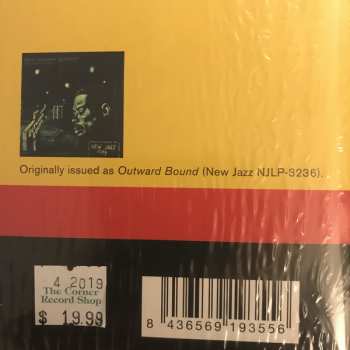 NEW JAZZ
Originally issued as Outward Bound (New Jazz NJLP-8236).
4 2019
The Corner
Record Shop
$ 19.99
8 436569 193556